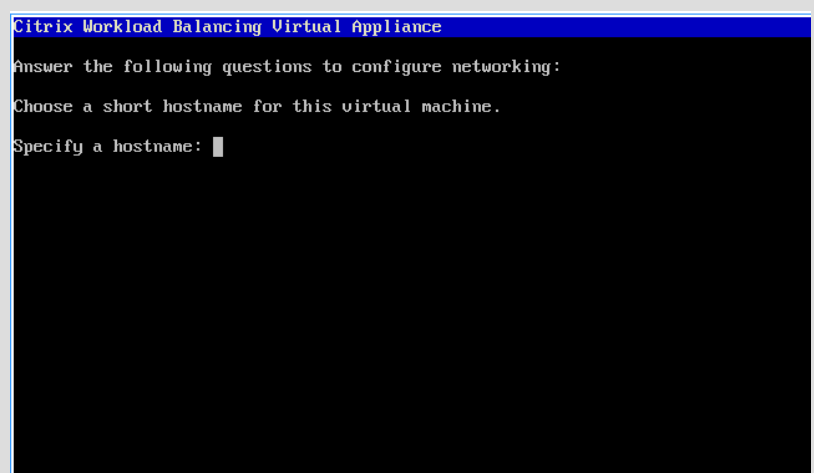 Citrix Workload Balancing Virtual Appliance
Answer the following questions to configure networking:
Choose a short hostname for this virtual machine.
Specify a hostname: